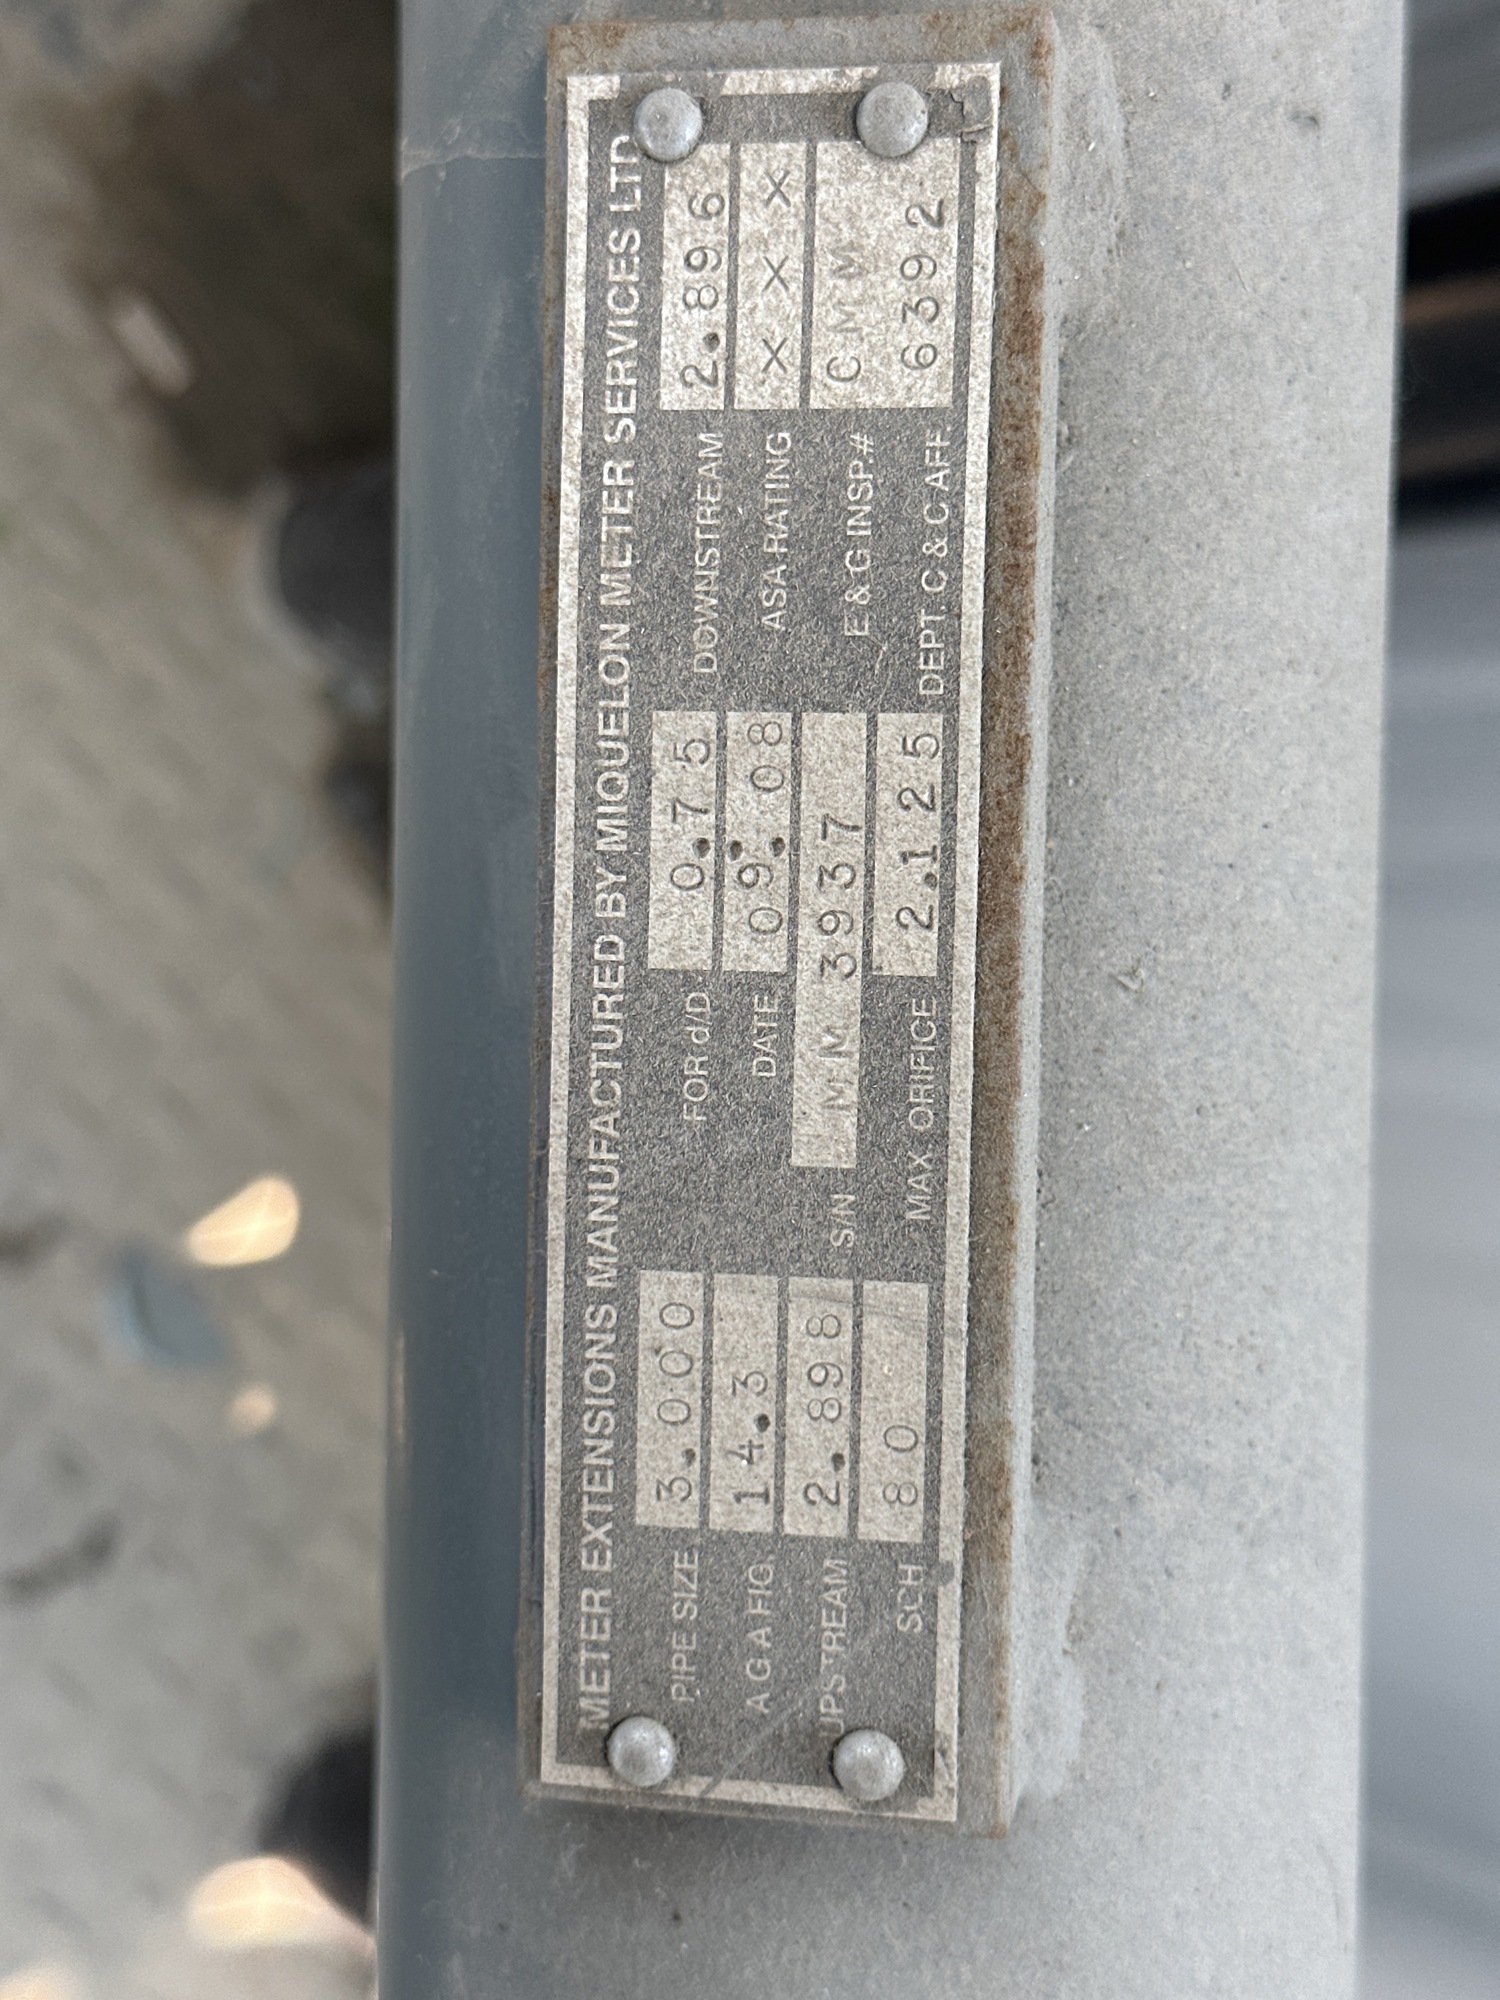 METER EXTENSIONS MANUFACTURED BY MIQUELON METER SERVICES LTD
PIPE SIZE 3.000 FOR d/D 0.75 DOWNSTREAM 2.896
A G A FIG. 14.3 DATE 09.08 ASA RATING X X X
UPSTREAM 2.898 S/N MM 3937 E & G INSP.# CMM
SCH 80 MAX ORIFICE 2.125 DEPT. C & C AFF. 6392